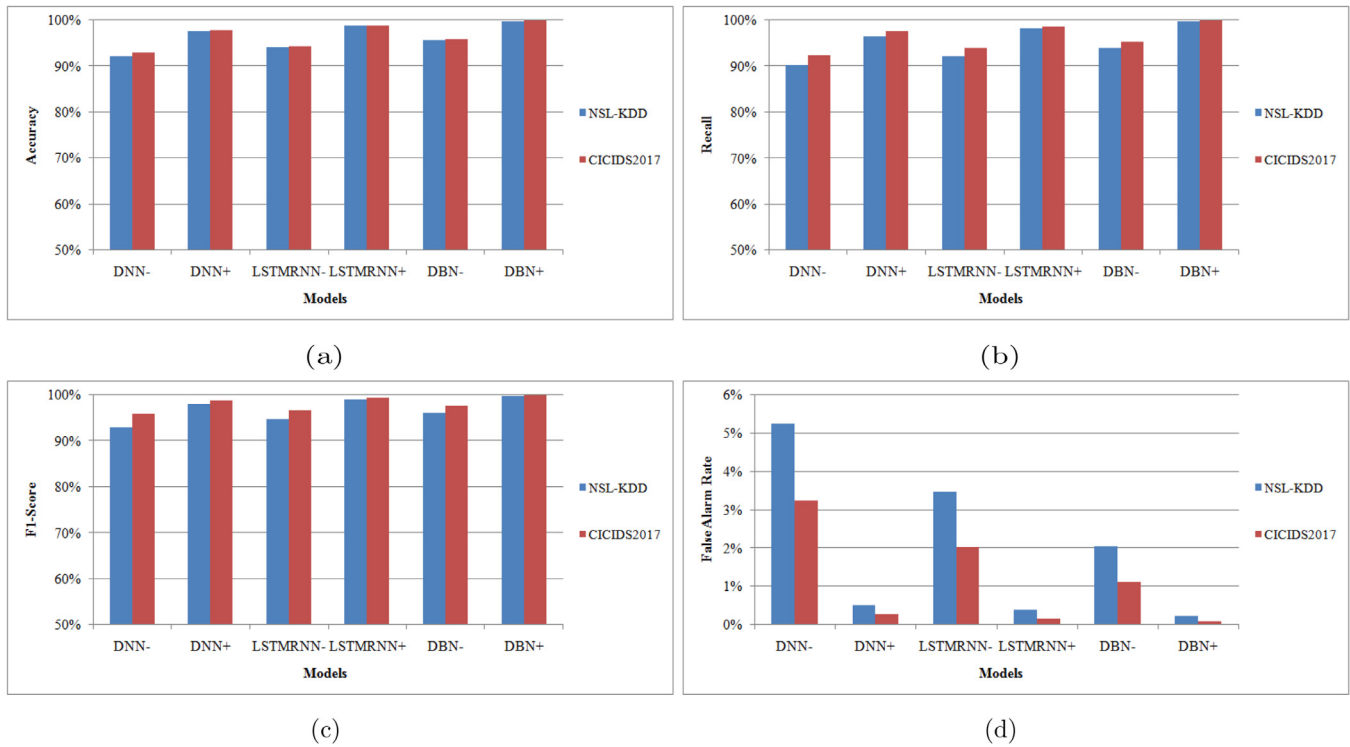 100%
90%
80%
70%
60%
50%
Accuracy
DNN- DNN+ LSTMRNN- LSTMRNN+ DBN- DBN+
Models
NSL-KDD
CICIDS2017
(a)
100%
90%
80%
70%
60%
50%
Recall
DNN- DNN+ LSTMRNN- LSTMRNN+ DBN- DBN+
Models
NSL-KDD
CICIDS2017
(b)
100%
90%
80%
70%
60%
50%
F1-Score
DNN- DNN+ LSTMRNN- LSTMRNN+ DBN- DBN+
Models
NSL-KDD
CICIDS2017
(c)
6%
5%
4%
3%
2%
1%
0%
False Alarm Rate
DNN- DNN+ LSTMRNN- LSTMRNN+ DBN- DBN+
Models
NSL-KDD
CICIDS2017
(d)